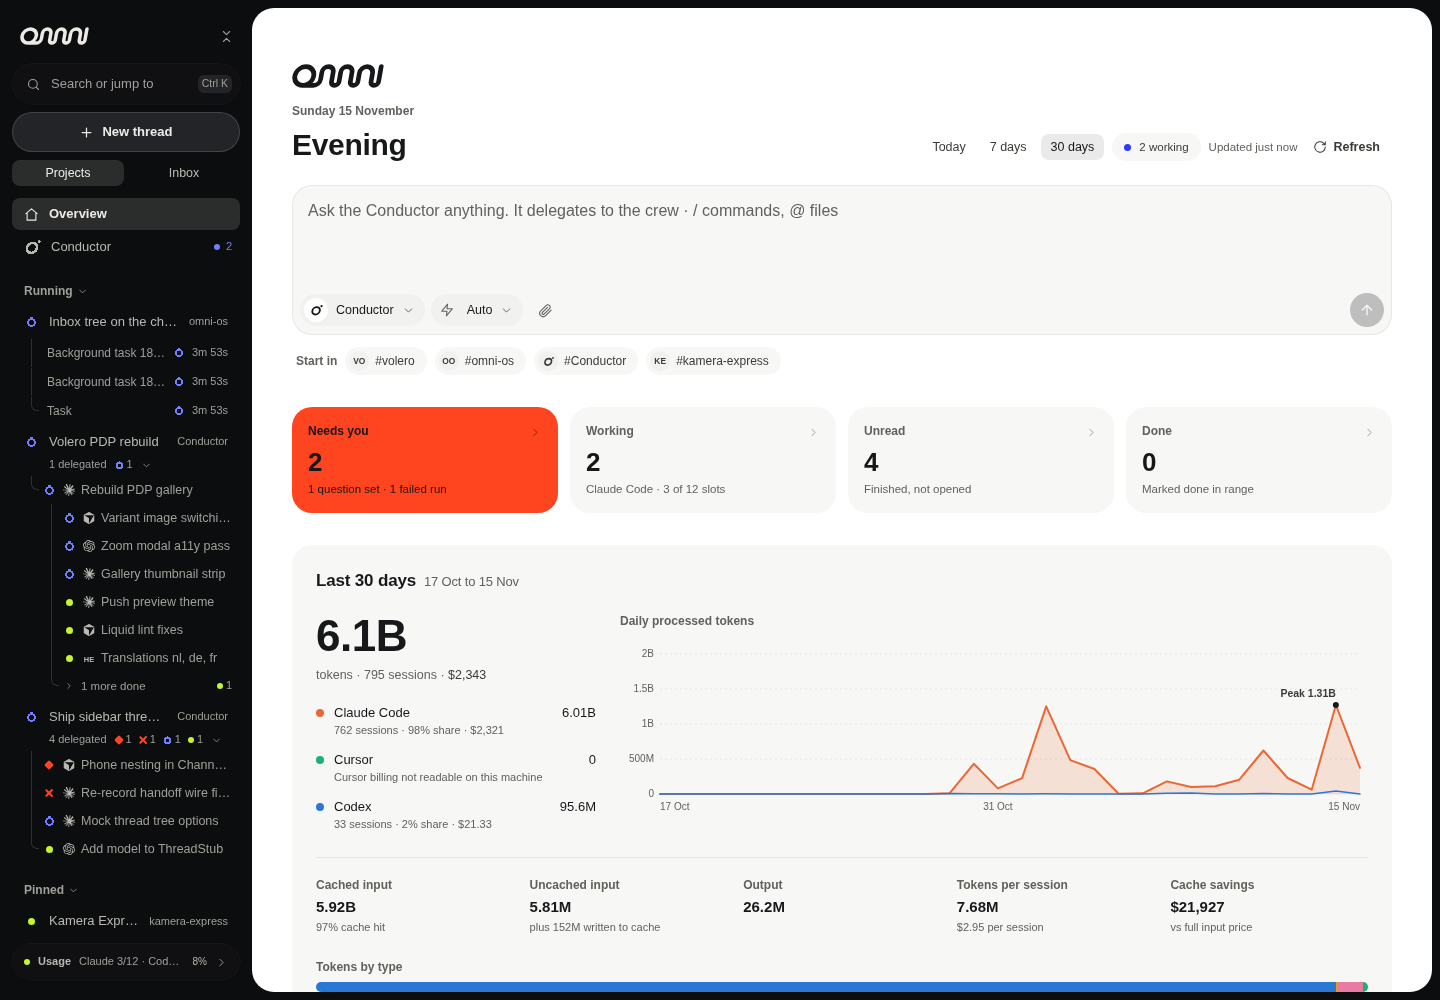 omni
Search or jump to Ctrl K
New thread
Projects Inbox
Overview
Conductor 2
Running
Inbox tree on the ch… omni-os
Background task 18… 3m 53s
Background task 18… 3m 53s
Task 3m 53s
Volero PDP rebuild Conductor
1 delegated 1
Rebuild PDP gallery
Variant image switchi…
Zoom modal a11y pass
Gallery thumbnail strip
Push preview theme
Liquid lint fixes
HE Translations nl, de, fr
1 more done 1
Ship sidebar thre… Conductor
4 delegated 1 1 1 1
Phone nesting in Chann…
Re-record handoff wire fi…
Mock thread tree options
Add model to ThreadStub
Pinned
Kamera Expr… kamera-express
Usage Claude 3/12 · Cod… 8%
omni
Sunday 15 November
Evening
Today 7 days 30 days 2 working Updated just now Refresh
Ask the Conductor anything. It delegates to the crew · / commands, @ files
Conductor Auto
Start in VO #volero OO #omni-os #Conductor KE #kamera-express
Needs you
2
1 question set · 1 failed run
Working
2
Claude Code · 3 of 12 slots
Unread
4
Finished, not opened
Done
0
Marked done in range
Last 30 days 17 Oct to 15 Nov
6.1B
tokens · 795 sessions · $2,343
Claude Code 6.01B
762 sessions · 98% share · $2,321
Cursor 0
Cursor billing not readable on this machine
Codex 95.6M
33 sessions · 2% share · $21.33
Daily processed tokens
2B
1.5B
Peak 1.31B
1B
500M
0
17 Oct 31 Oct 15 Nov
Cached input
5.92B
97% cache hit
Uncached input
5.81M
plus 152M written to cache
Output
26.2M
Tokens per session
7.68M
$2.95 per session
Cache savings
$21,927
vs full input price
Tokens by type